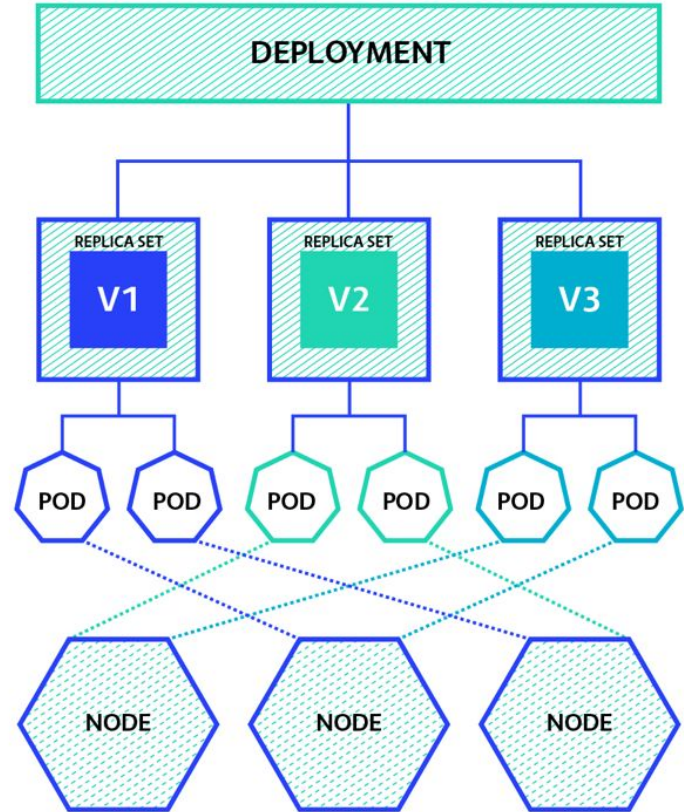 DEPLOYMENT
REPLICA SET
V1
REPLICA SET
V2
REPLICA SET
V3
POD
POD
POD
POD
POD
POD
NODE
NODE
NODE